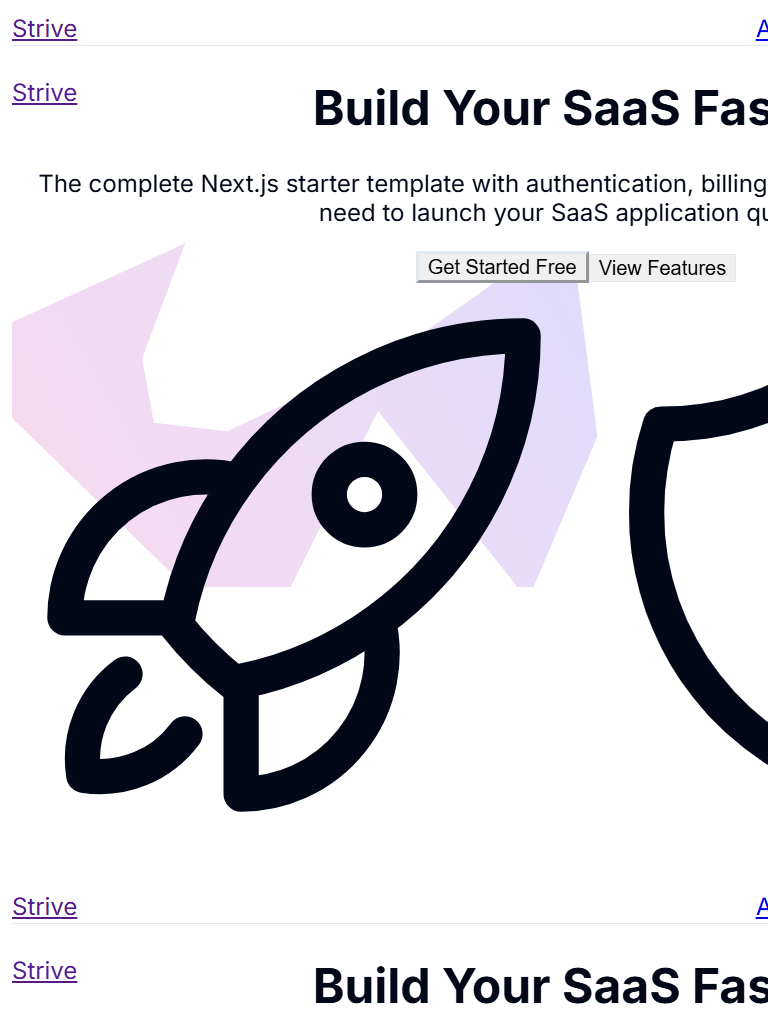 Strive A
Strive
Build Your SaaS Fas
The complete Next.js starter template with authentication, billing
need to launch your SaaS application qu
Get Started Free View Features
Strive A
Strive
Build Your SaaS Fas